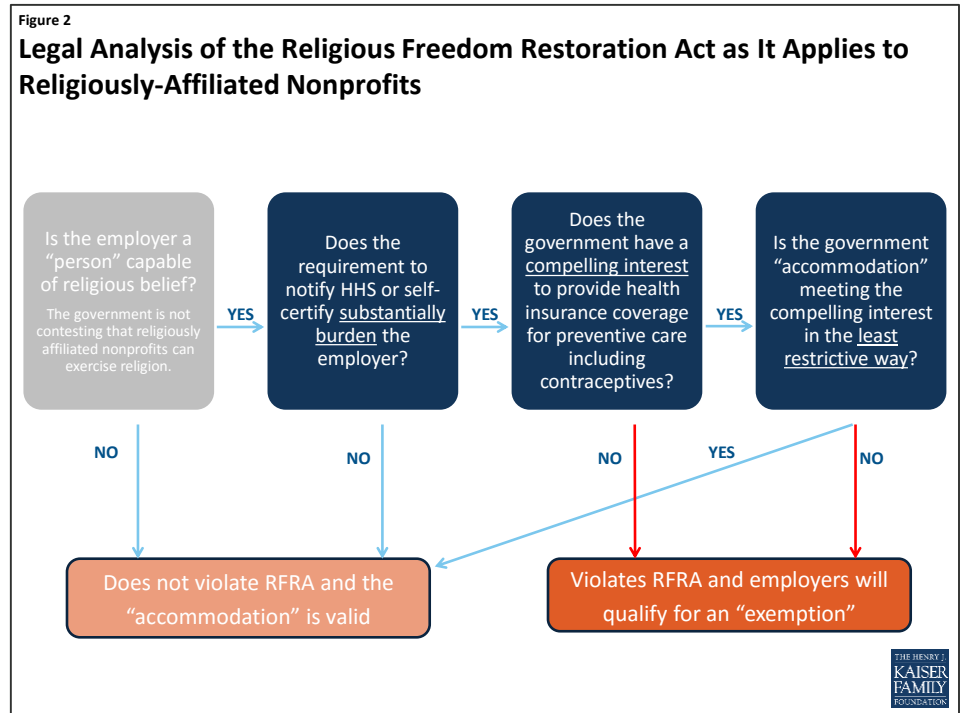 Figure 2
Legal Analysis of the Religious Freedom Restoration Act as It Applies to
Religiously-Affiliated Nonprofits
Is the employer a
“person” capable
of religious belief?
The government is not
contesting that religiously
affiliated nonprofits can
exercise religion.
YES
Does the
requirement to
notify HHS or self-
certify substantially
burden the
employer?
YES
Does the
government have a
compelling interest
to provide health
insurance coverage
for preventive care
including
contraceptives?
YES
Is the government
“accommodation”
meeting the
compelling interest
in the least
restrictive way?
NO
NO
NO
YES
NO
Does not violate RFRA and the
“accommodation” is valid
Violates RFRA and employers will
qualify for an “exemption”
THE HENRY J.
KAISER
FAMILY
FOUNDATION